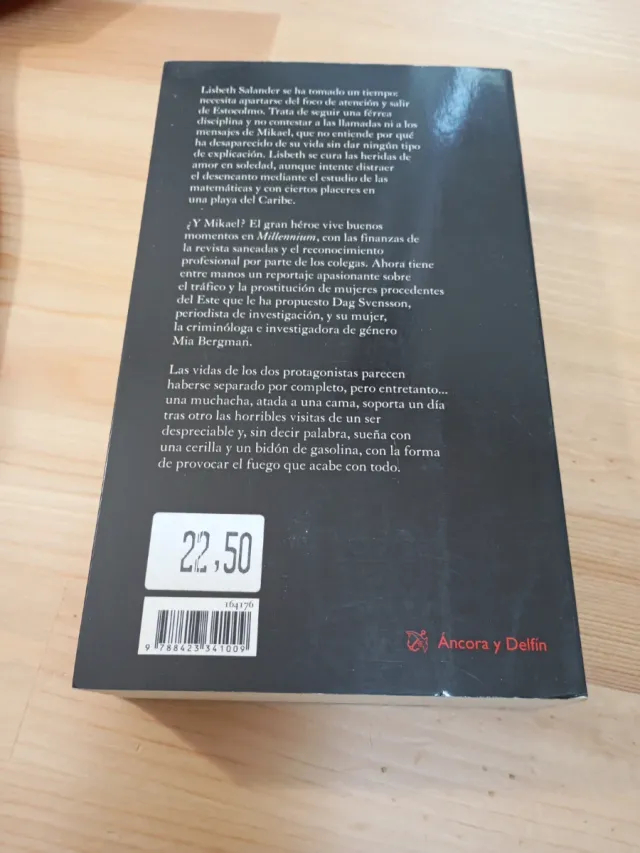 Lisbeth Salander se ha tomado un tiempo:
necesita apartarse del foco de atención y salir
de Estocolmo. Trata de seguir una férrea
disciplina y no contestar a las llamadas ni a los
mensajes de Mikael, que no entiende por qué
ha desaparecido de su vida sin dar ningún tipo
de explicación. Lisbeth se cura las heridas de
amor en soledad, aunque intente distraer
el desencanto mediante el estudio de las
matemáticas y con ciertos placeres en
una playa del Caribe.
¿Y Mikael? El gran héroe vive buenos
momentos en Millennium, con las finanzas de
la revista saneadas y el reconocimiento
profesional por parte de los colegas. Ahora tiene
entre manos un reportaje apasionante sobre
el tráfico y la prostitución de mujeres procedentes
del Este que le ha propuesto Dag Svensson,
periodista de investigación, y su mujer,
la criminóloga e investigadora de género
Mia Bergman.
Las vidas de los dos protagonistas parecen
haberse separado por completo, pero entretanto...
una muchacha, atada a una cama, soporta un día
tras otro las horribles visitas de un ser
despreciable y, sin decir palabra, sueña con
una cerilla y un bidón de gasolina, con la forma
de provocar el fuego que acabe con todo.
22,50
164176
9 788423 341009
Áncora y Delfín